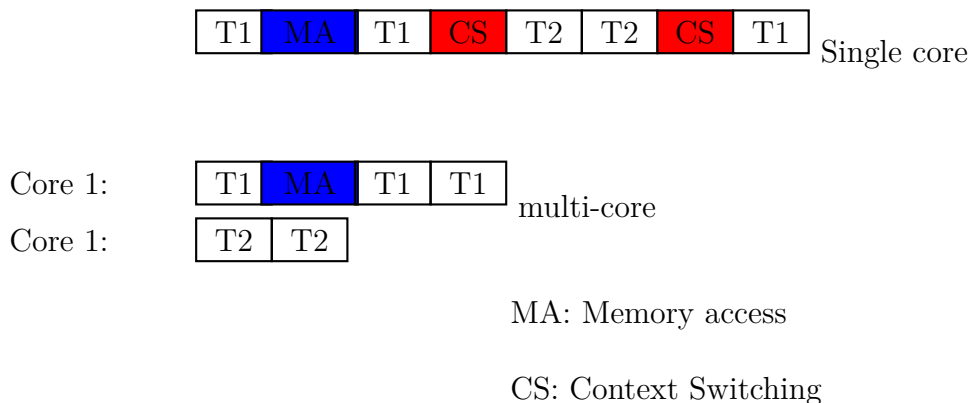 T1 MA T1 CS T2 T2 CS T1 Single core
Core 1: T1 MA T1 T1 multi-core
Core 1: T2 T2
MA: Memory access
CS: Context Switching